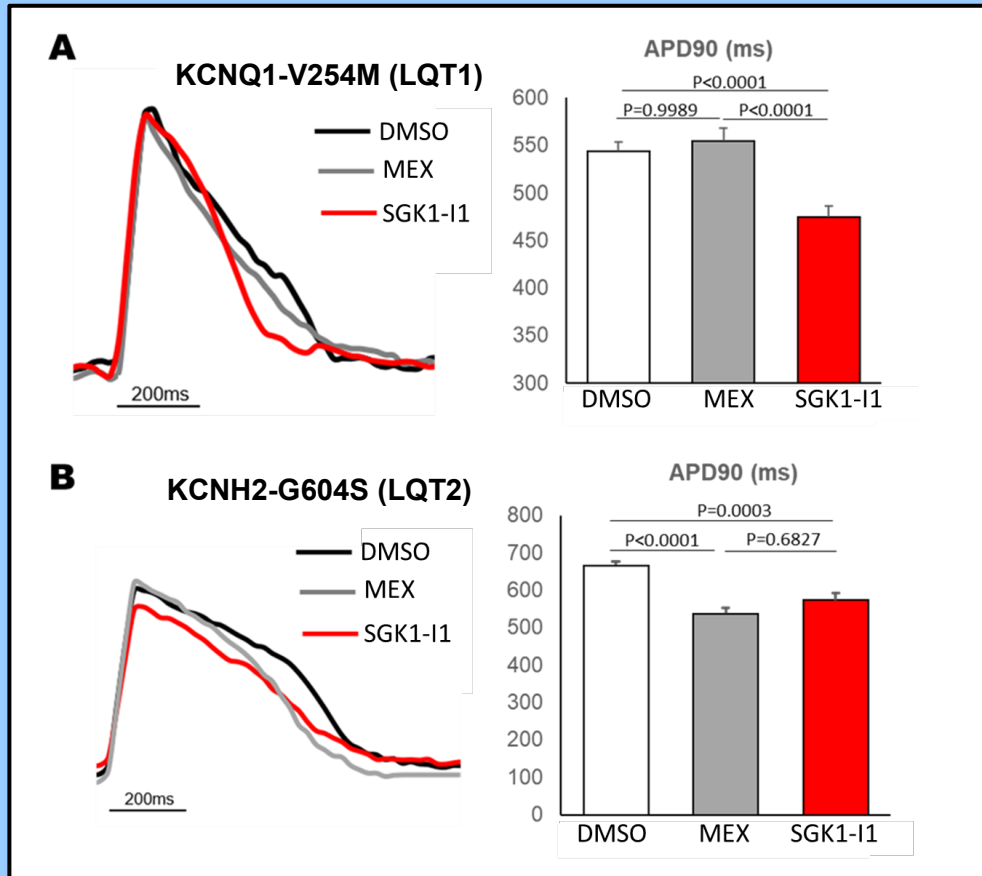 A
KCNQ1-V254M (LQT1)
DMSO
MEX
SGK1-I1
200ms
APD90 (ms)
P<0.0001
P=0.9989 P<0.0001
600
550
500
450
400
350
300
DMSO MEX SGK1-I1
B
KCNH2-G604S (LQT2)
DMSO
MEX
SGK1-I1
200ms
APD90 (ms)
P=0.0003
P<0.0001 P=0.6827
800
700
600
500
400
300
200
100
0
DMSO MEX SGK1-I1